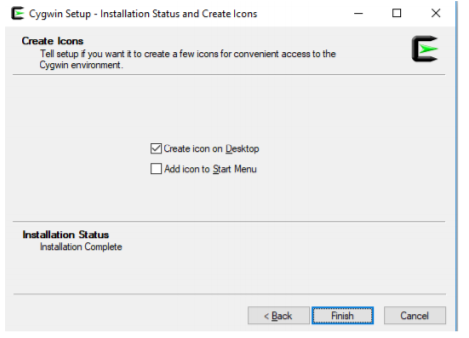 Cygwin Setup - Installation Status and Create Icons
Create Icons
Tell setup if you want it to create a few icons for convenient access to the
Cygwin environment.
Create icon on Desktop
Add icon to Start Menu
Installation Status
Installation Complete
< Back Finish Cancel